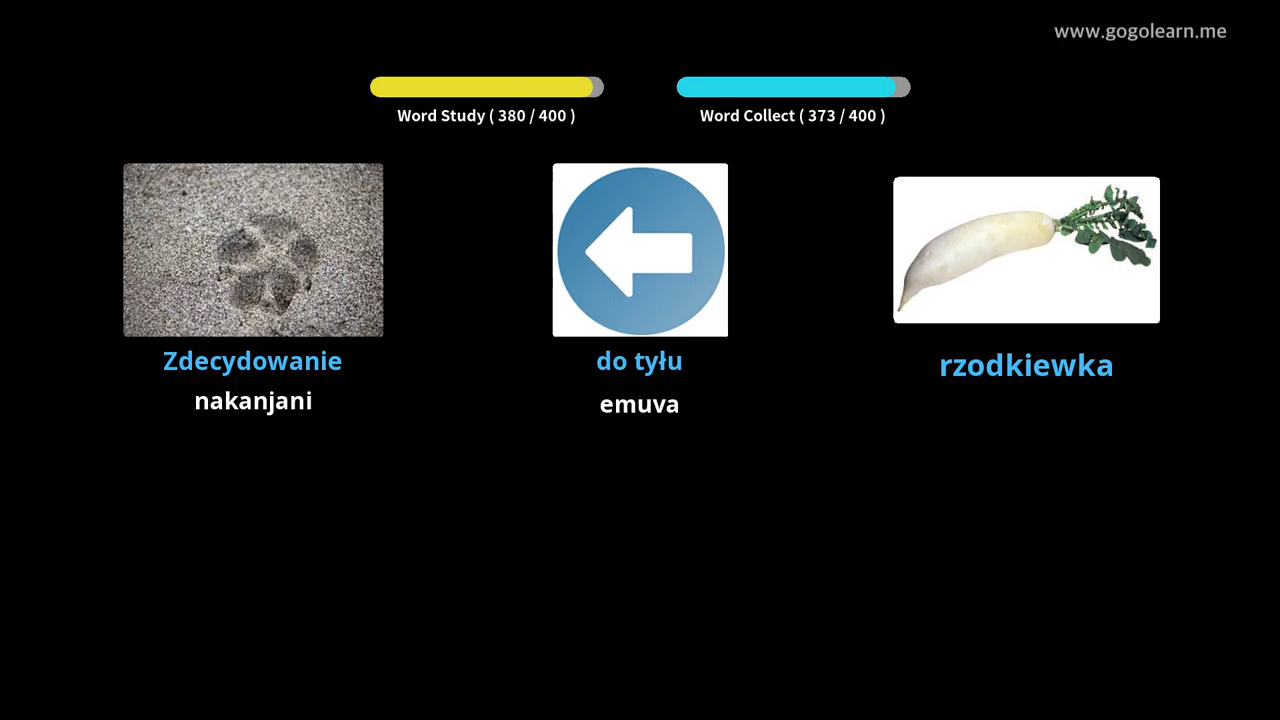 www.gogolearn.me
Word Study ( 380 / 400 )
Word Collect ( 373 / 400 )
Zdecydowanie
nakanjani
do tyłu
emuva
rzodkiewka